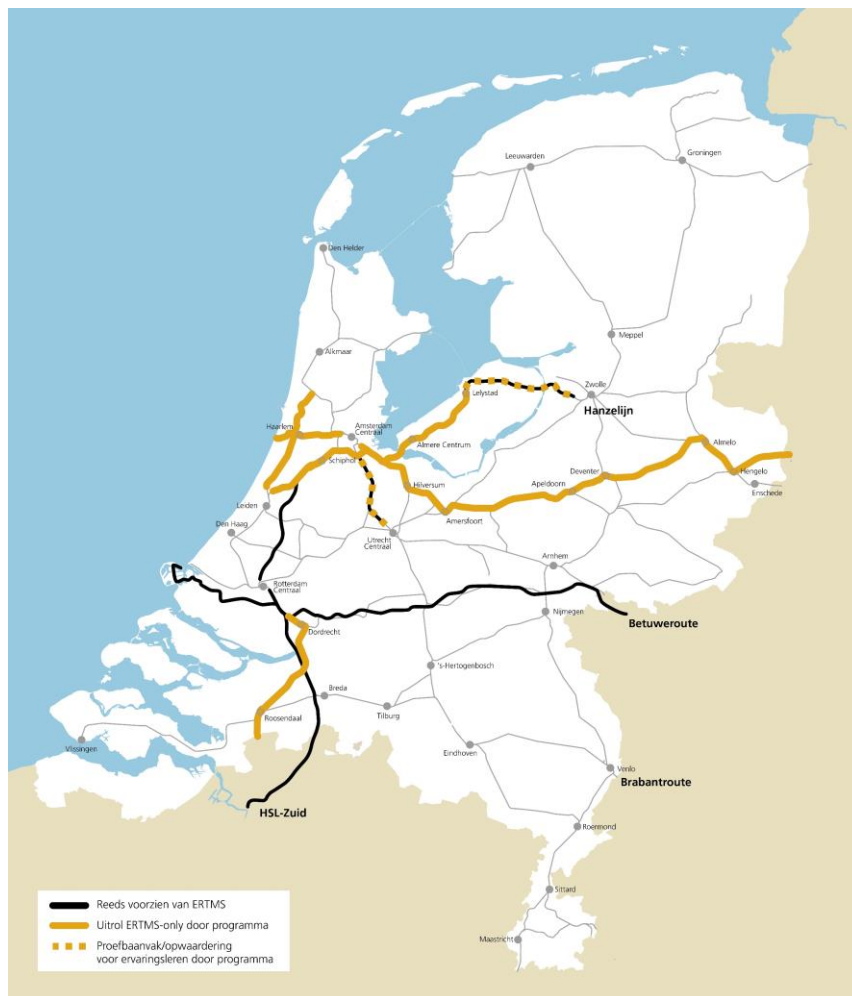 Leeuwarden
Groningen
Den Helder
Meppel
Alkmaar
Zwolle
Lelystad
Hanzelijn
Haarlem
Amsterdam
Centraal
Almere Centrum
Almelo
Schiphol
Deventer
Hengelo
Hilversum
Apeldoorn
Enschede
Leiden
Amersfoort
Den Haag
Utrecht
Centraal
Arnhem
Rotterdam
Centraal
Nijmegen
Betuweroute
Dordrecht
's-Hertogenbosch
Breda
Tilburg
Roosendaal
Vlissingen
Eindhoven
Venlo
Brabantroute
HSL-Zuid
Roermond
Sittard
Maastricht
Reeds voorzien van ERTMS
Uitrol ERTMS-only door programma
Proefbaanvak/opwaardering
voor ervaringsleren door programma